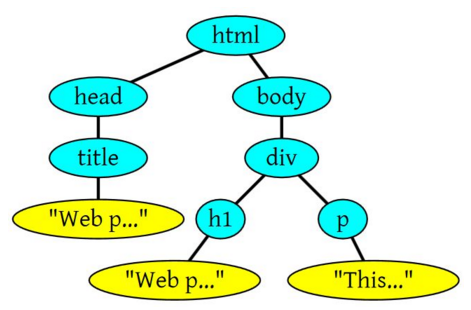 html
head
body
title
div
"Web p..."
h1
p
"Web p..."
"This..."